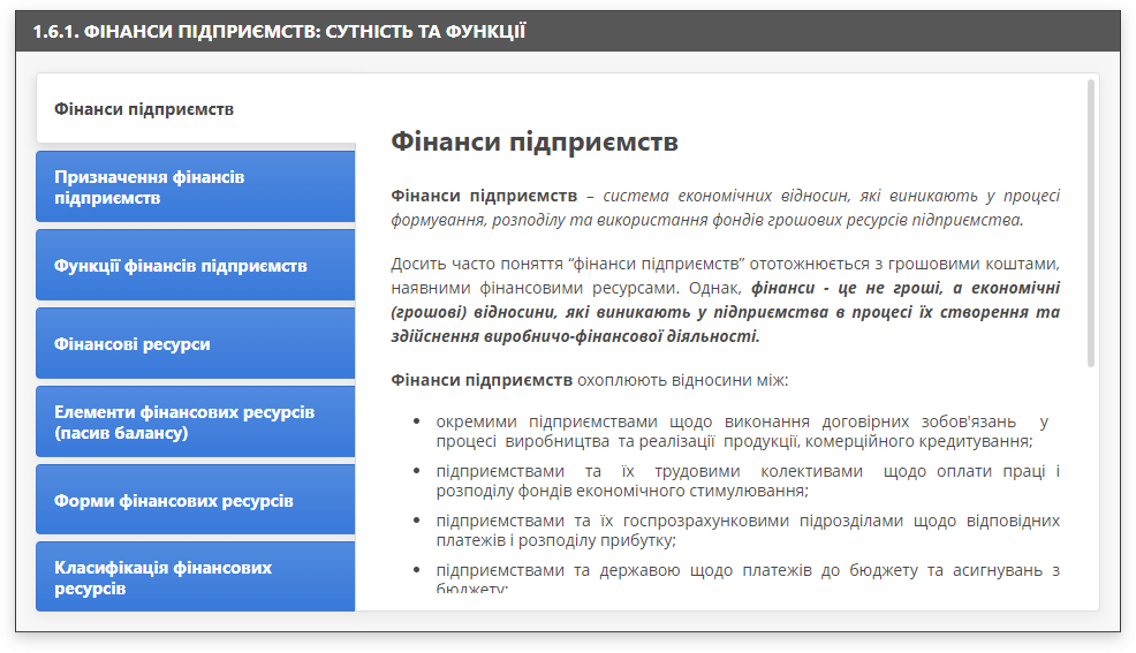 1.6.1. ФІНАНСИ ПІДПРИЄМСТВ: СУТНІСТЬ ТА ФУНКЦІЇ
Фінанси підприємств
Призначення фінансів
підприємств
Функції фінансів підприємств
Фінансові ресурси
Елементи фінансових ресурсів
(пасив балансу)
Форми фінансових ресурсів
Класифікація фінансових
ресурсів
Фінанси підприємств
Фінанси підприємств – система економічних відносин, які виникають у процесі
формування, розподілу та використання фондів грошових ресурсів підприємства.
Досить часто поняття “фінанси підприємств” ототожнюється з грошовими коштами,
наявними фінансовими ресурсами. Однак, фінанси - це не гроші, а економічні
(грошові) відносини, які виникають у підприємства в процесі їх створення та
здійснення виробничо-фінансової діяльності.
Фінанси підприємств охоплюють відносини між:
• окремими підприємствами щодо виконання договірних зобов'язань у
процесі виробництва та реалізації продукції, комерційного кредитування;
• підприємствами та їх трудовими колективами щодо оплати праці і
розподілу фондів економічного стимулювання;
• підприємствами та їх госпрозрахунковими підрозділами щодо відповідних
платежів і розподілу прибутку;
• підприємствами та державою щодо платежів до бюджету та асигнувань з
бюджету;